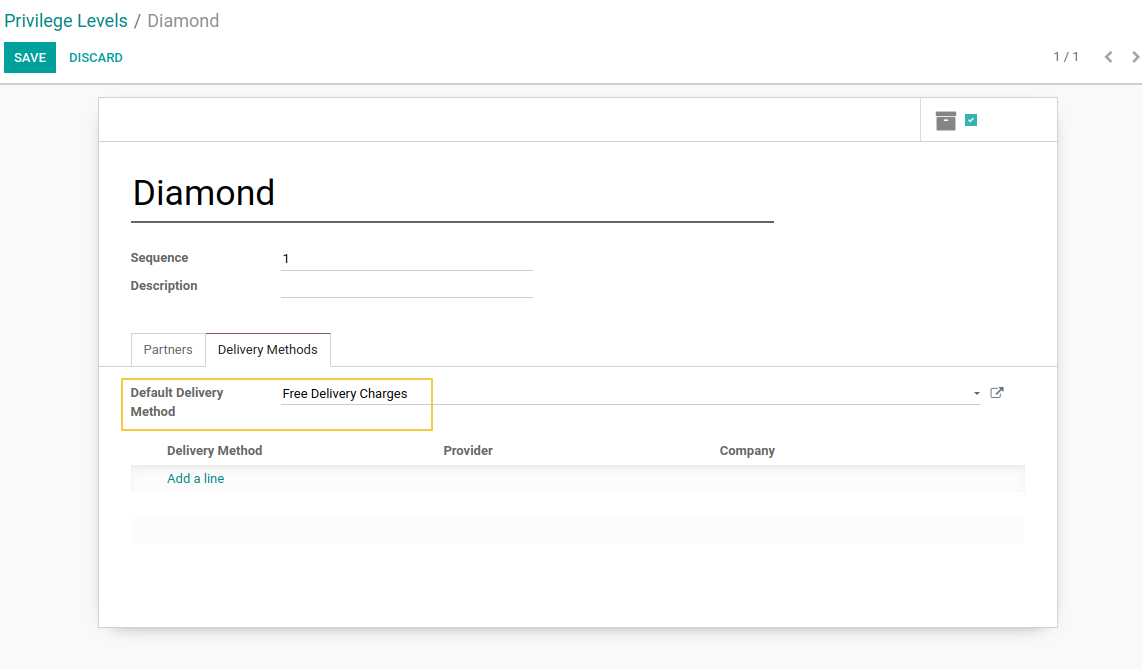 Privilege Levels / Diamond
SAVE DISCARD 1 / 1
Diamond
Sequence 1
Description
Partners Delivery Methods
Default Delivery Method Free Delivery Charges
Delivery Method Provider Company
Add a line